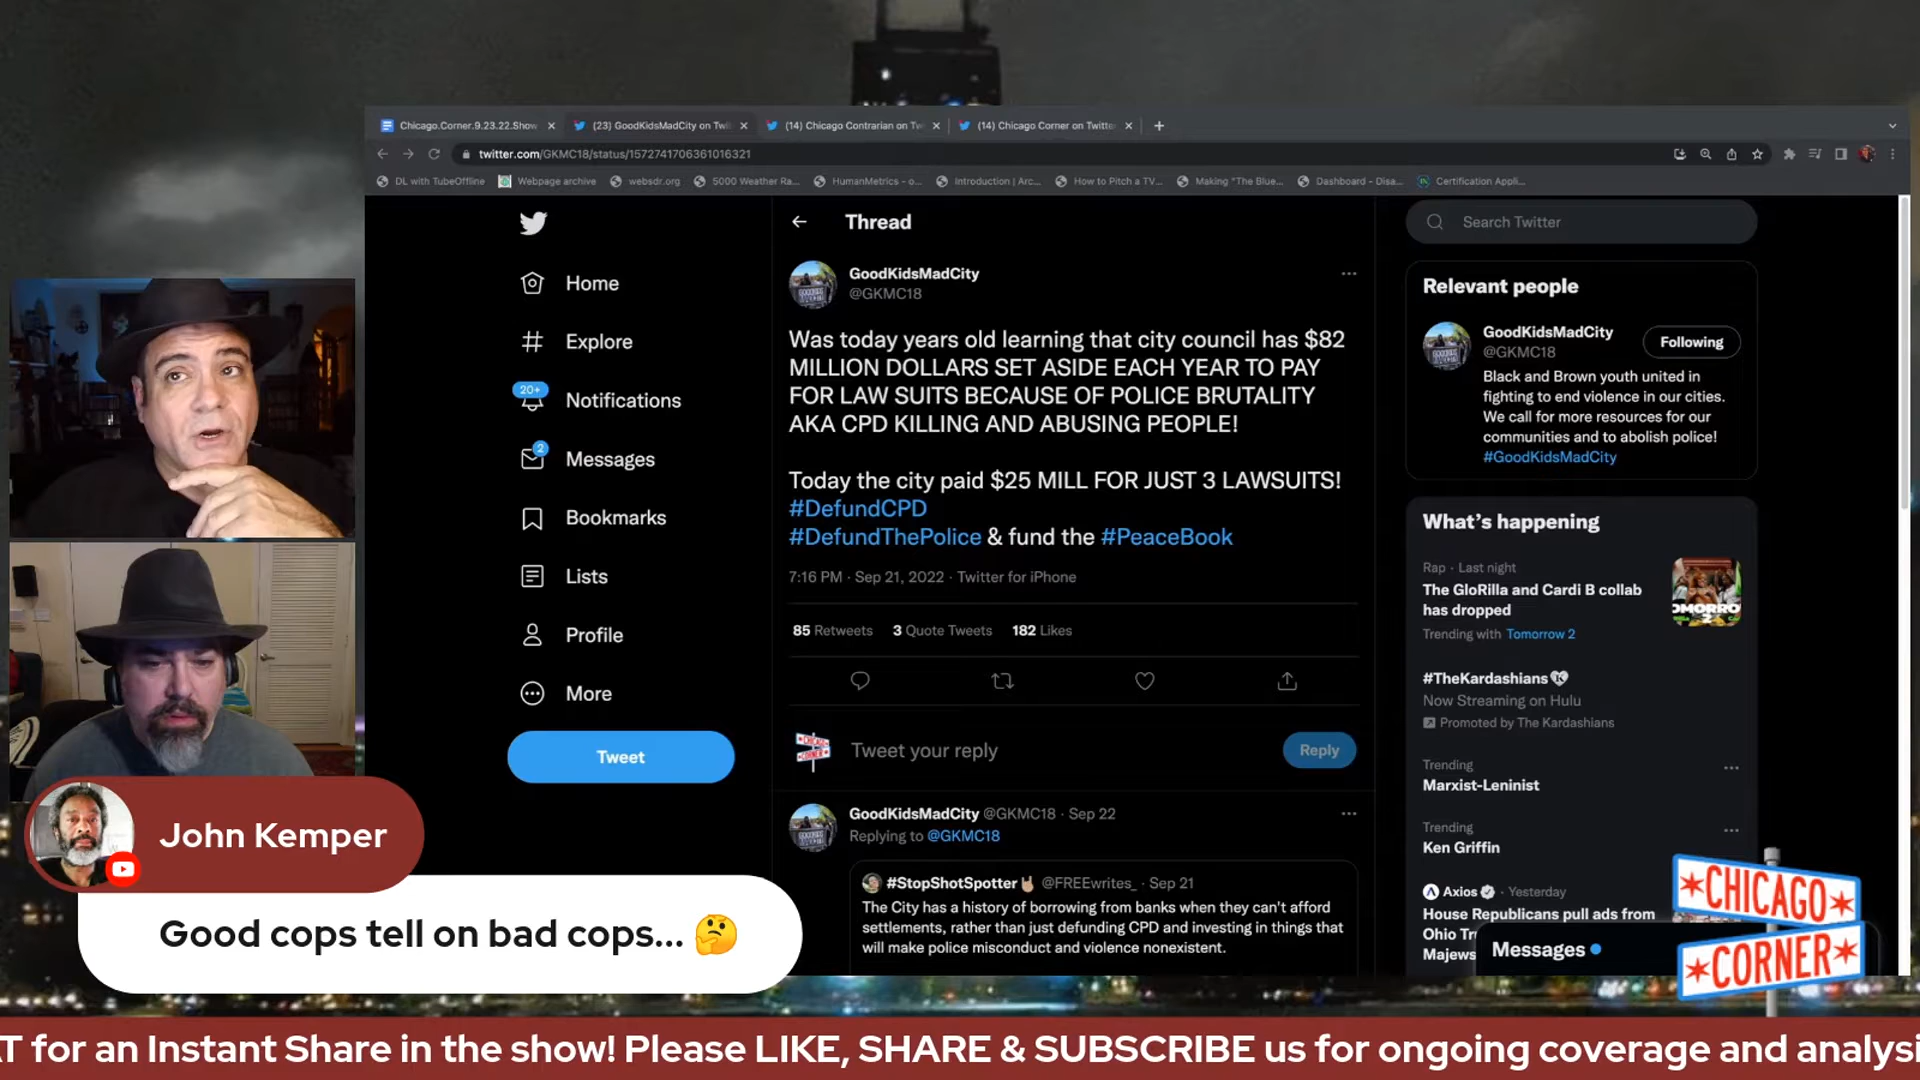 Chicago.Corner.9.23.22.Show
(23) GoodKidsMadCity on Twi
(14) Chicago Contrarian on Tw
(14) Chicago Corner on Twitte
twitter.com/GKMC18/status/1572741706361016321
DL with TubeOffline
Webpage archive
websdr.org
5000 Weather Ra...
HumanMetrics - o...
Introduction | Arc...
How to Pitch a TV...
Making "The Blue...
Dashboard - Disa...
Certification Appli...
Home
Explore
20+
Notifications
2
Messages
Bookmarks
Lists
Profile
More
Tweet
Thread
GoodKidsMadCity
@GKMC18
Was today years old learning that city council has $82
MILLION DOLLARS SET ASIDE EACH YEAR TO PAY
FOR LAW SUITS BECAUSE OF POLICE BRUTALITY
AKA CPD KILLING AND ABUSING PEOPLE!
Today the city paid $25 MILL FOR JUST 3 LAWSUITS!
#DefundCPD
#DefundThePolice & fund the #PeaceBook
7:16 PM · Sep 21, 2022 · Twitter for iPhone
85 Retweets 3 Quote Tweets 182 Likes
Tweet your reply
Reply
GoodKidsMadCity @GKMC18 · Sep 22
Replying to @GKMC18
#StopShotSpotter🤘🏽 @FREEwrites_ · Sep 21
The City has a history of borrowing from banks when they can't afford
settlements, rather than just defunding CPD and investing in things that
will make police misconduct and violence nonexistent.
Search Twitter
Relevant people
GoodKidsMadCity
@GKMC18
Following
Black and Brown youth united in
fighting to end violence in our cities.
We call for more resources for our
communities and to abolish police!
#GoodKidsMadCity
What's happening
Rap · Last night
The GloRilla and Cardi B collab
has dropped
Trending with Tomorrow 2
#TheKardashians
Now Streaming on Hulu
Promoted by The Kardashians
Trending
Marxist-Leninist
Trending
Ken Griffin
Axios · Yesterday
House Republicans pull ads from
Ohio Tr
Majews
Messages
CHICAGO
CORNER
John Kemper
Good cops tell on bad cops... 🤔
AT for an Instant Share in the show! Please LIKE, SHARE & SUBSCRIBE us for ongoing coverage and analysi